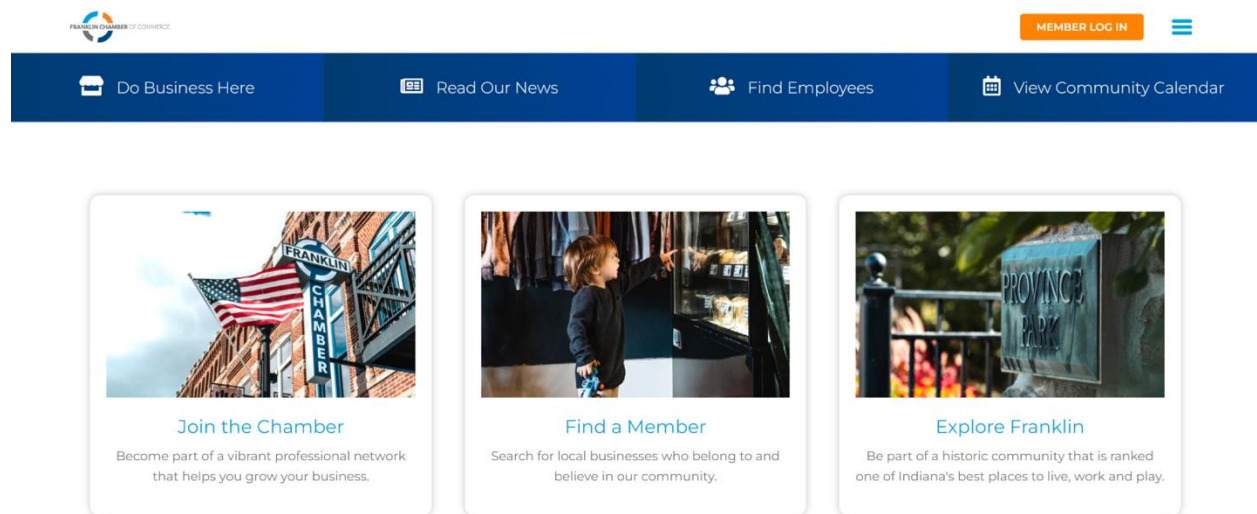 FRANKLIN CHAMBER OF COMMERCE
MEMBER LOG IN
Do Business Here
Read Our News
Find Employees
View Community Calendar
FRANKLIN
CHAMBER
PROVINCE
PARK
Join the Chamber
Find a Member
Explore Franklin
Become part of a vibrant professional network
that helps you grow your business.
Search for local businesses who belong to and
believe in our community.
Be part of a historic community that is ranked
one of Indiana's best places to live, work and play.